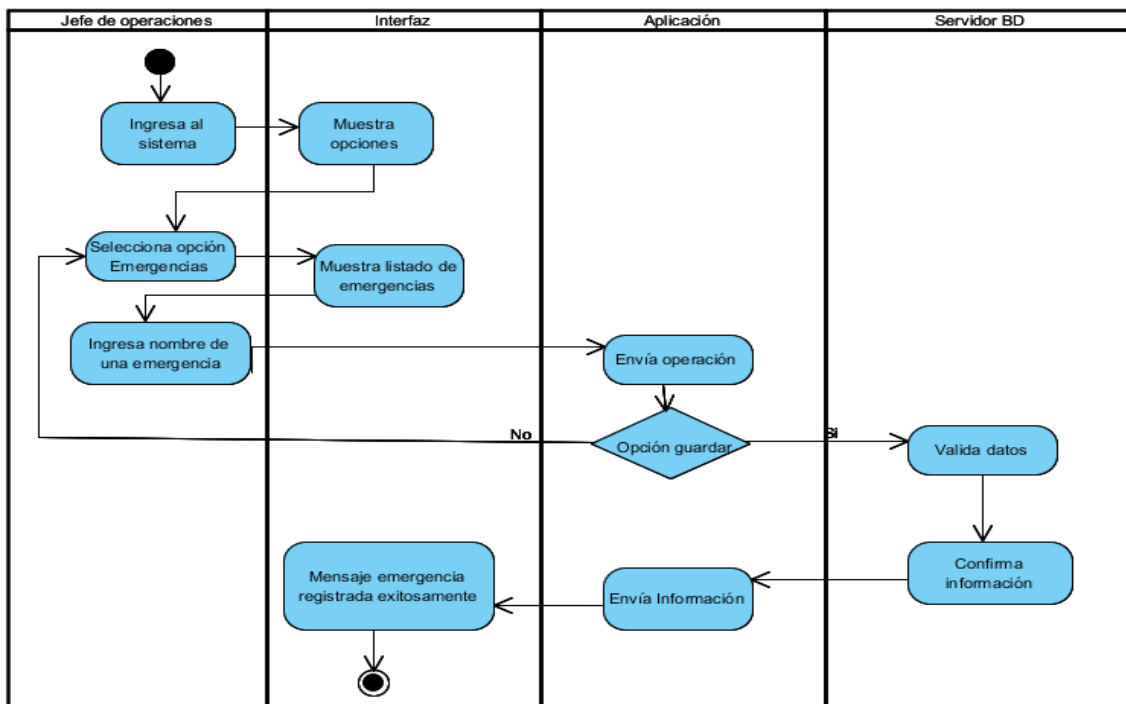 Jefe de operaciones
Interfaz
Aplicación
Servidor BD
Ingresa al
sistema
Muestra
opciones
Selecciona opción
Emergencias
Muestra listado de
emergencias
Ingresa nombre de
una emergencia
Envía operación
No
Opción guardar
Si
Valida datos
Confirma
información
Envía Información
Mensaje emergencia
registrada exitosamente